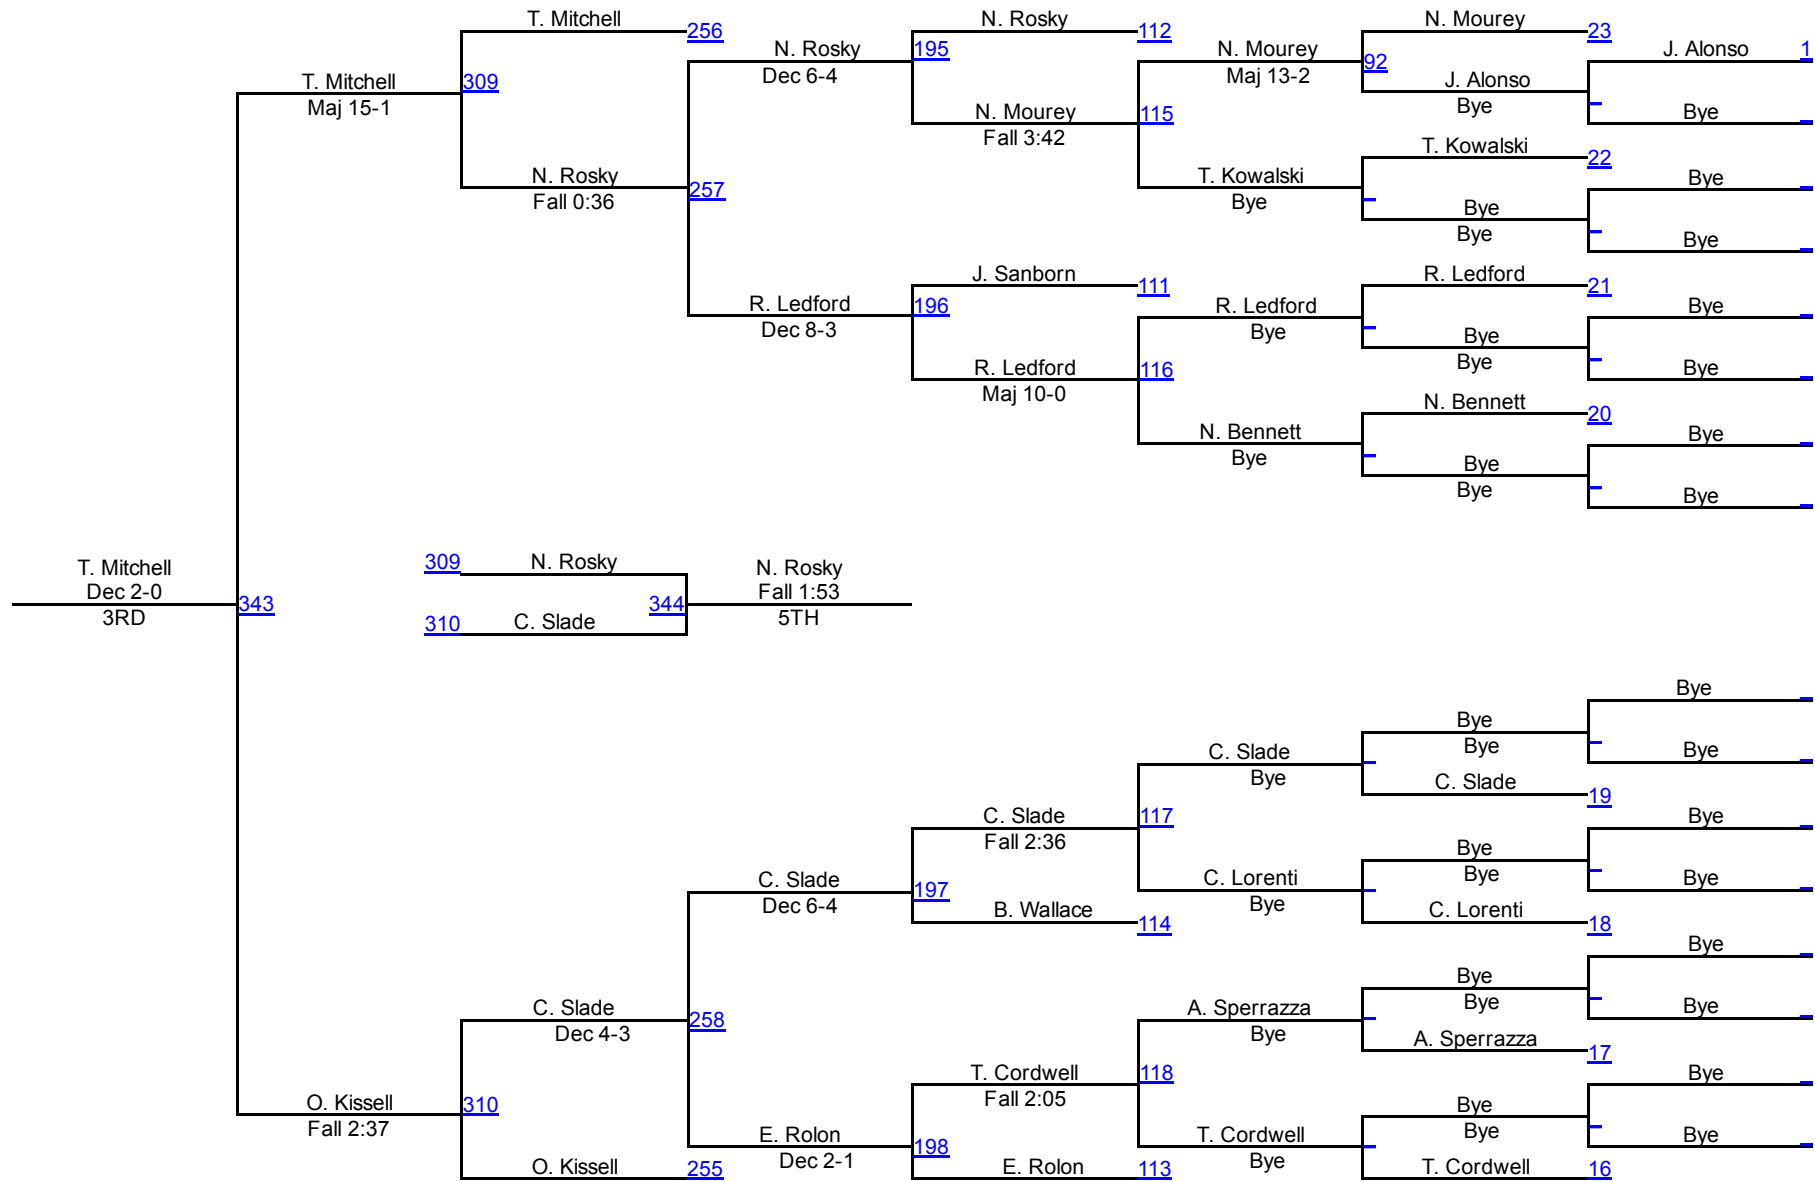 T. Mitchell
256
N. Rosky
112
N. Mourey
23
N. Rosky
Dec 6-4
195
N. Mourey
Maj 13-2
92
J. Alonso
1
T. Mitchell
Maj 15-1
309
J. Alonso
Bye
Bye
N. Mourey
Fall 3:42
115
T. Kowalski
22
N. Rosky
Fall 0:36
257
T. Kowalski
Bye
Bye
Bye
Bye
Bye
J. Sanborn
111
R. Ledford
21
R. Ledford
Dec 8-3
196
R. Ledford
Bye
Bye
Bye
Bye
Bye
R. Ledford
Maj 10-0
116
N. Bennett
20
N. Bennett
Bye
Bye
Bye
Bye
Bye
T. Mitchell
Dec 2-0
3RD
343
309
N. Rosky
310
C. Slade
344
N. Rosky
Fall 1:53
5TH
Bye
Bye
Bye
Bye
C. Slade
Bye
C. Slade
19
C. Slade
Fall 2:36
117
Bye
Bye
Bye
Bye
C. Slade
Dec 6-4
197
C. Lorenti
Bye
B. Wallace
114
C. Lorenti
18
Bye
Bye
Bye
Bye
C. Slade
Dec 4-3
258
A. Sperrazza
Bye
A. Sperrazza
17
T. Cordwell
Fall 2:05
118
Bye
O. Kissell
Fall 2:37
310
Bye
Bye
Bye
E. Rolon
Dec 2-1
198
T. Cordwell
Bye
O. Kissell
255
E. Rolon
113
T. Cordwell
16